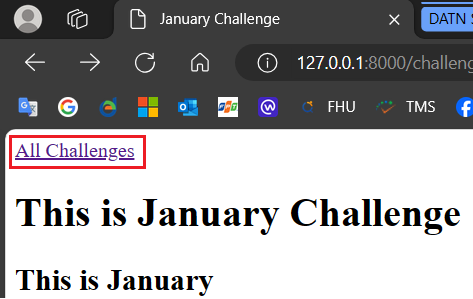 January Challenge
DATN
127.0.0.1:8000/challeng
FPT
FHU
TMS
All Challenges
This is January Challenge
This is January